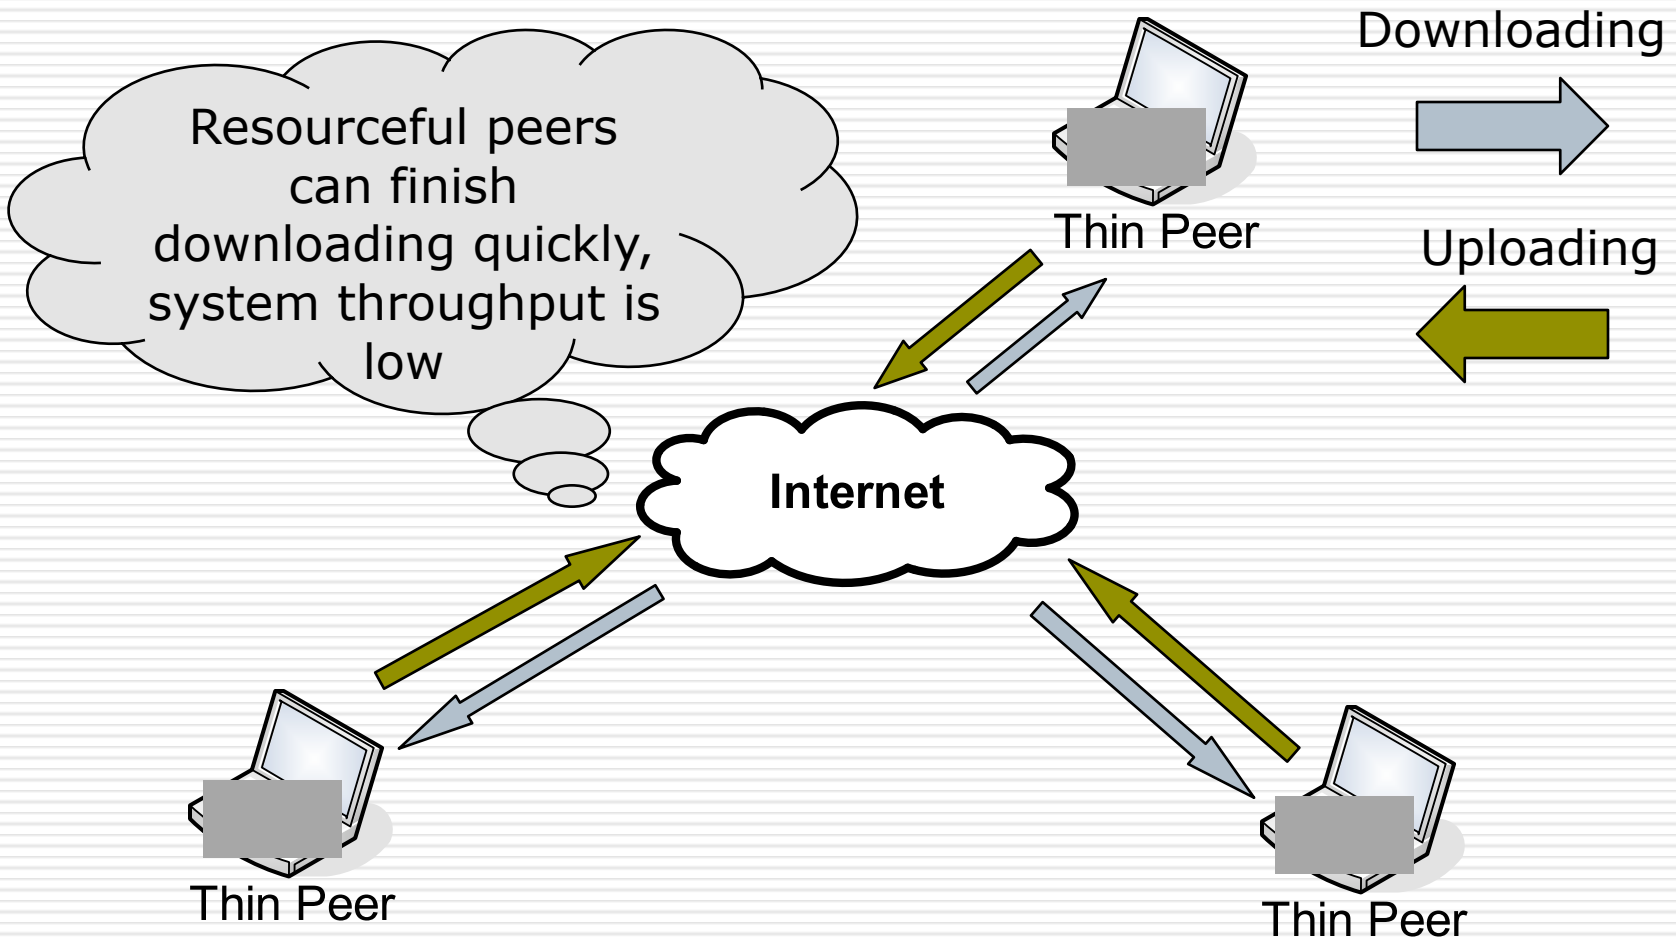 Downloading
Resourceful peers
can finish
downloading quickly,
system throughput is
low
Thin Peer
Uploading
Internet
Thin Peer
Thin Peer